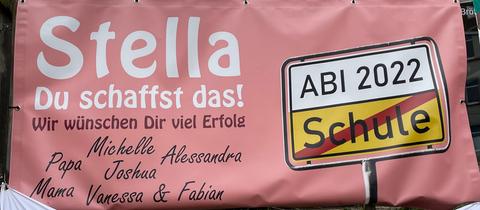 Stella
Du schaffst das!
Wir wünschen Dir viel Erfolg
Michelle
Papa Joshua Alessandra
Mama Vanessa & Fabian
ABI 2022
Schule